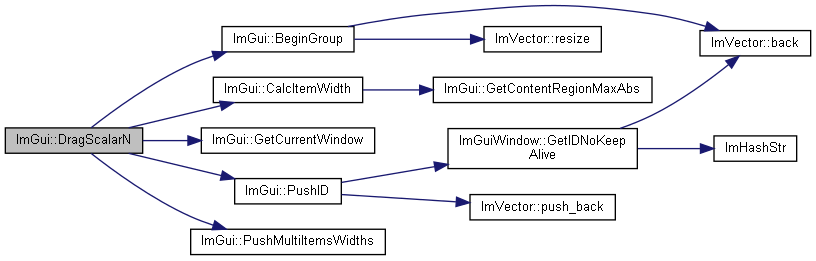 ImGui::DragScalarN
ImGui::BeginGroup
ImGui::CalcItemWidth
ImGui::GetCurrentWindow
ImGui::PushID
ImGui::PushMultiItemsWidths
ImVector::resize
ImGui::GetContentRegionMaxAbs
ImGuiWindow::GetIDNoKeep
Alive
ImVector::push_back
ImVector::back
ImHashStr